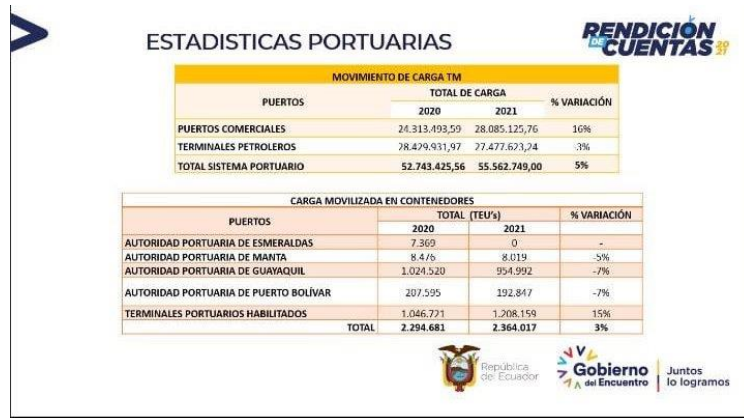 ESTADISTICAS PORTUARIAS
RENDICIÓN
DE CUENTAS 2021
MOVIMIENTO DE CARGA TM
PUERTOS TOTAL DE CARGA % VARIACIÓN
2020 2021
PUERTOS COMERCIALES 24.313.493,59 28.085.125,76 16%
TERMINALES PETROLEROS 28.429.931,97 27.477.623,24 -3%
TOTAL SISTEMA PORTUARIO 52.743.425,56 55.562.749,00 5%
CARGA MOVILIZADA EN CONTENEDORES
PUERTOS TOTAL (TEU's) % VARIACIÓN
2020 2021
AUTORIDAD PORTUARIA DE ESMERALDAS 7.369 0 -
AUTORIDAD PORTUARIA DE MANTA 8.476 8.019 -5%
AUTORIDAD PORTUARIA DE GUAYAQUIL 1.024.520 954.992 -7%
AUTORIDAD PORTUARIA DE PUERTO BOLÍVAR 207.595 192.847 -7%
TERMINALES PORTUARIOS HABILITADOS 1.046.721 1.208.159 15%
TOTAL 2.294.681 2.364.017 3%
República
del Ecuador
Gobierno
del Encuentro
Juntos
lo logramos